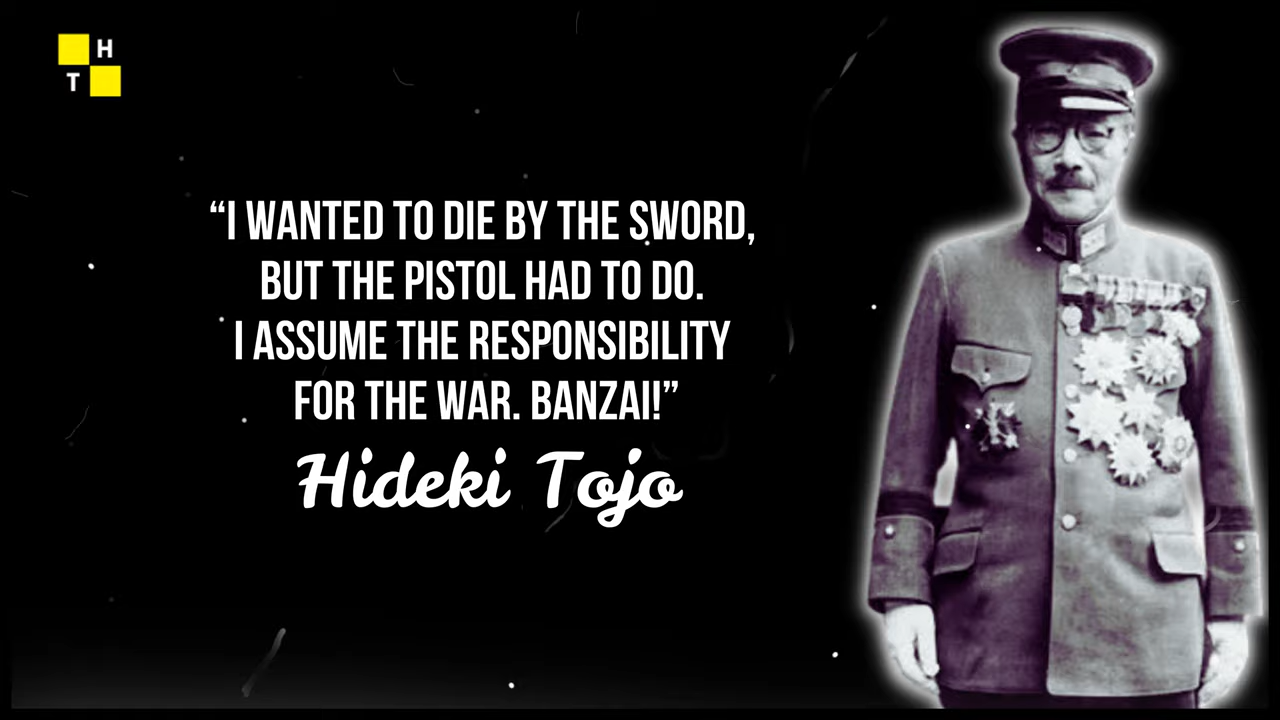 H
T
“I WANTED TO DIE BY THE SWORD,
BUT THE PISTOL HAD TO DO.
I ASSUME THE RESPONSIBILITY
FOR THE WAR. BANZAI!”
Hideki Tojo